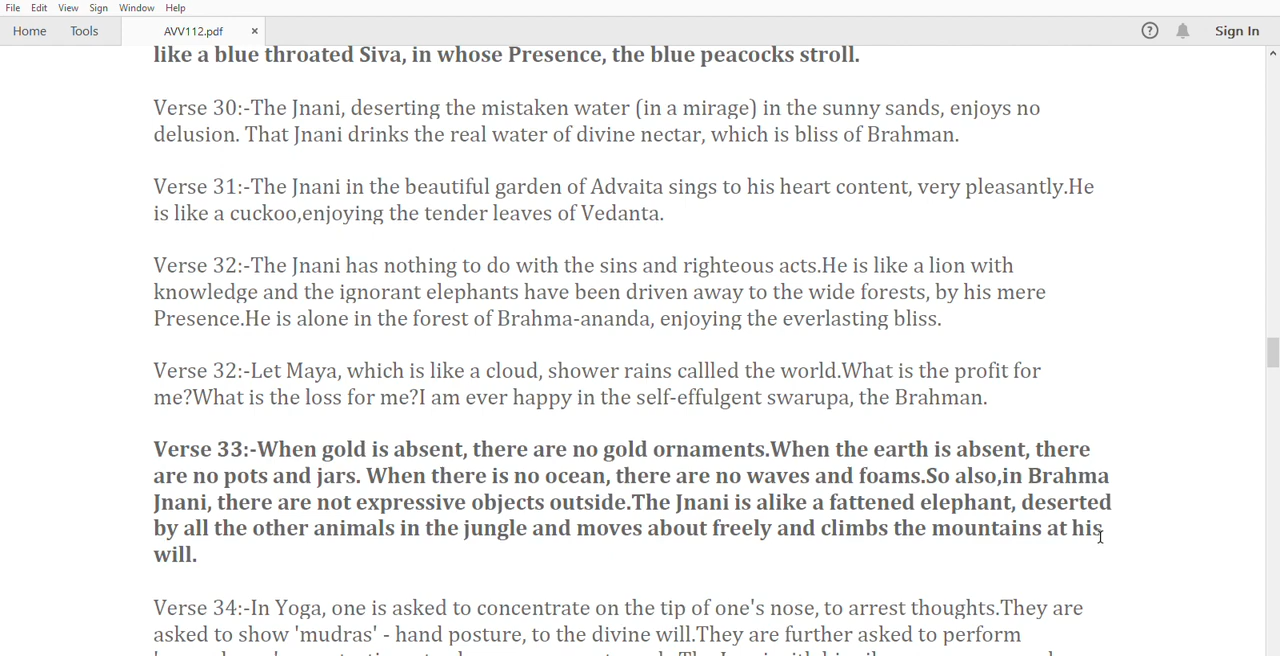 File Edit View Sign Window Help
Home Tools AVV112.pdf × ? Sign In
like a blue throated Siva, in whose Presence, the blue peacocks stroll.
Verse 30:-The Jnani, deserting the mistaken water (in a mirage) in the sunny sands, enjoys no
delusion. That Jnani drinks the real water of divine nectar, which is bliss of Brahman.
Verse 31:-The Jnani in the beautiful garden of Advaita sings to his heart content, very pleasantly.He
is like a cuckoo,enjoying the tender leaves of Vedanta.
Verse 32:-The Jnani has nothing to do with the sins and righteous acts.He is like a lion with
knowledge and the ignorant elephants have been driven away to the wide forests, by his mere
Presence.He is alone in the forest of Brahma-ananda, enjoying the everlasting bliss.
Verse 32:-Let Maya, which is like a cloud, shower rains callled the world.What is the profit for
me?What is the loss for me?I am ever happy in the self-effulgent swarupa, the Brahman.
Verse 33:-When gold is absent, there are no gold ornaments.When the earth is absent, there
are no pots and jars. When there is no ocean, there are no waves and foams.So also,in Brahma
Jnani, there are not expressive objects outside.The Jnani is alike a fattened elephant, deserted
by all the other animals in the jungle and moves about freely and climbs the mountains at his
will.
Verse 34:-In Yoga, one is asked to concentrate on the tip of one's nose, to arrest thoughts.They are
asked to show 'mudras' - hand posture, to the divine will.They are further asked to perform